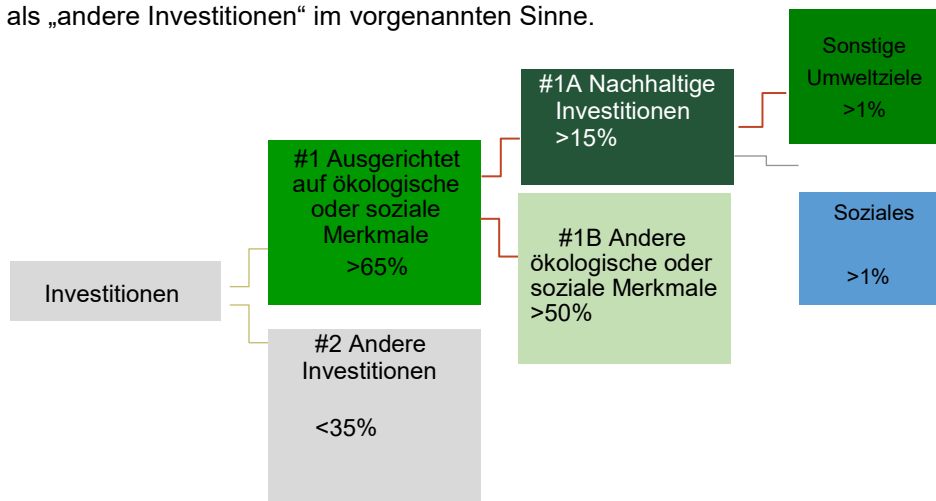 als „andere Investitionen“ im vorgenannten Sinne.
Investitionen
#1 Ausgerichtet
auf ökologische
oder soziale
Merkmale
>65%
#2 Andere
Investitionen
<35%
#1A Nachhaltige
Investitionen
>15%
#1B Andere
ökologische oder
soziale Merkmale
>50%
Sonstige
Umweltziele
>1%
Soziales
>1%